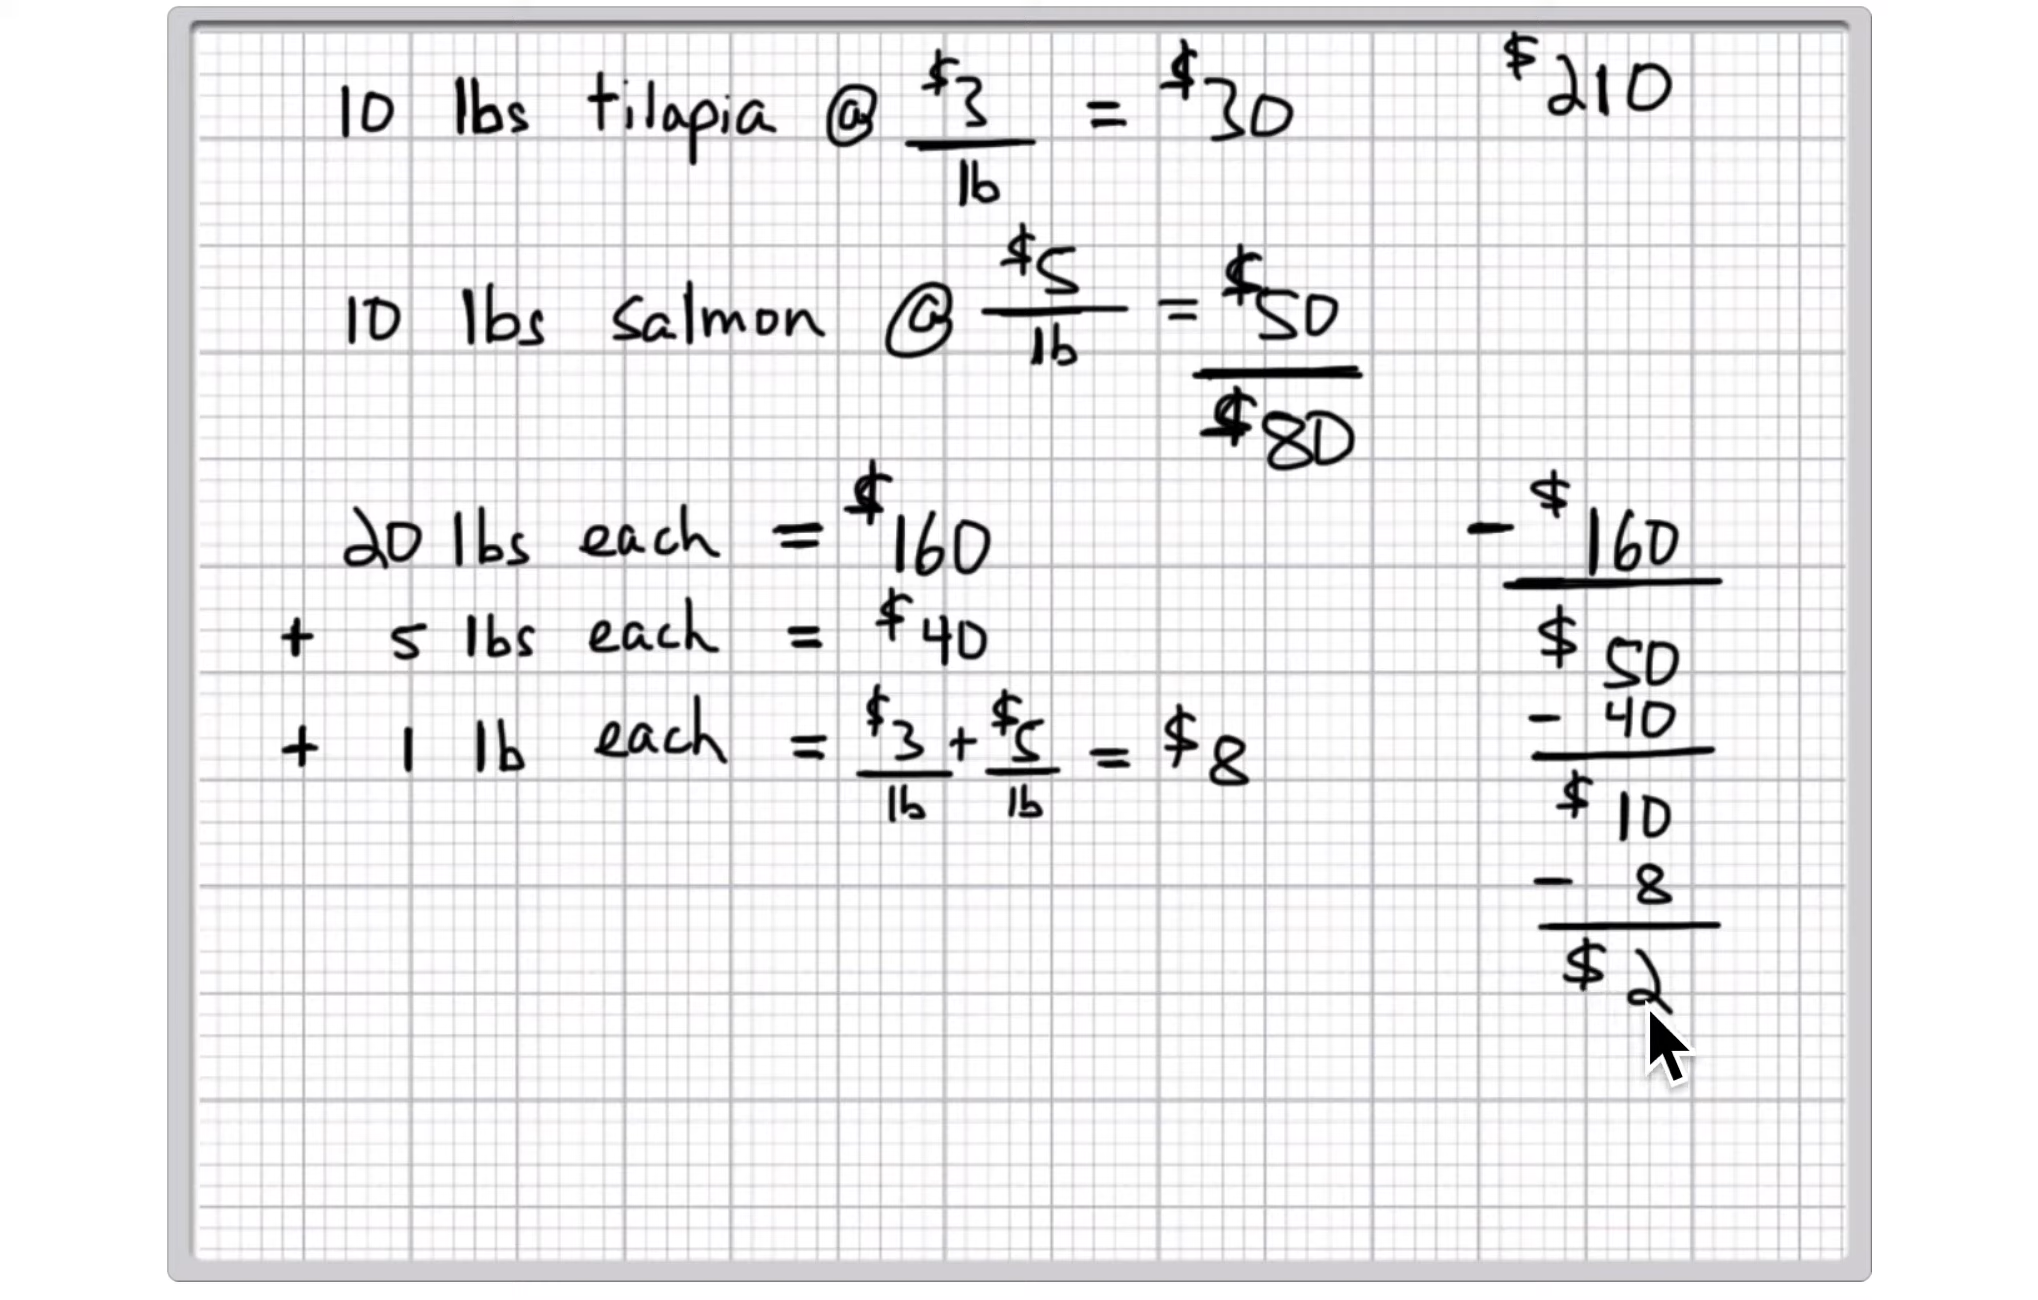 10 lbs tilapia @ $3/lb = $30
$210
10 lbs salmon @ $5/lb = $50
$80
20 lbs each = $160
+ 5 lbs each = $40
+ 1 lb each = $3/lb + $5/lb = $8
- $160
$50
- 40
$10
- 8
$2